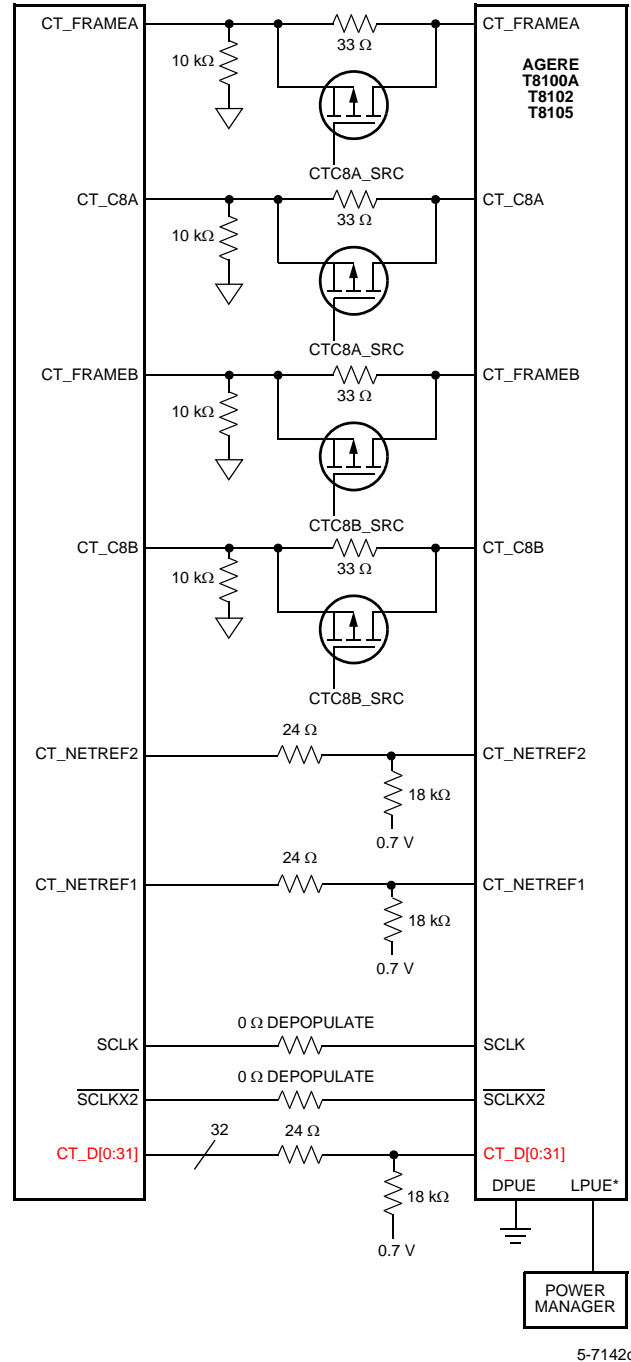 CT_FRAMEA
33 Ω
CT_FRAMEA
10 kΩ
AGERE
T8100A
T8102
T8105
CTC8A_SRC
CT_C8A
33 Ω
CT_C8A
10 kΩ
CTC8A_SRC
CT_FRAMEB
33 Ω
CT_FRAMEB
10 kΩ
CTC8B_SRC
CT_C8B
33 Ω
CT_C8B
10 kΩ
CTC8B_SRC
24 Ω
CT_NETREF2
CT_NETREF2
18 kΩ
0.7 V
24 Ω
CT_NETREF1
CT_NETREF1
18 kΩ
0.7 V
0 Ω DEPOPULATE
SCLK
SCLK
0 Ω DEPOPULATE
SCLKX2
SCLKX2
32
24 Ω
CT_D[0:31]
CT_D[0:31]
DPUE
LPUE*
18 kΩ
0.7 V
POWER
MANAGER
5-7142c